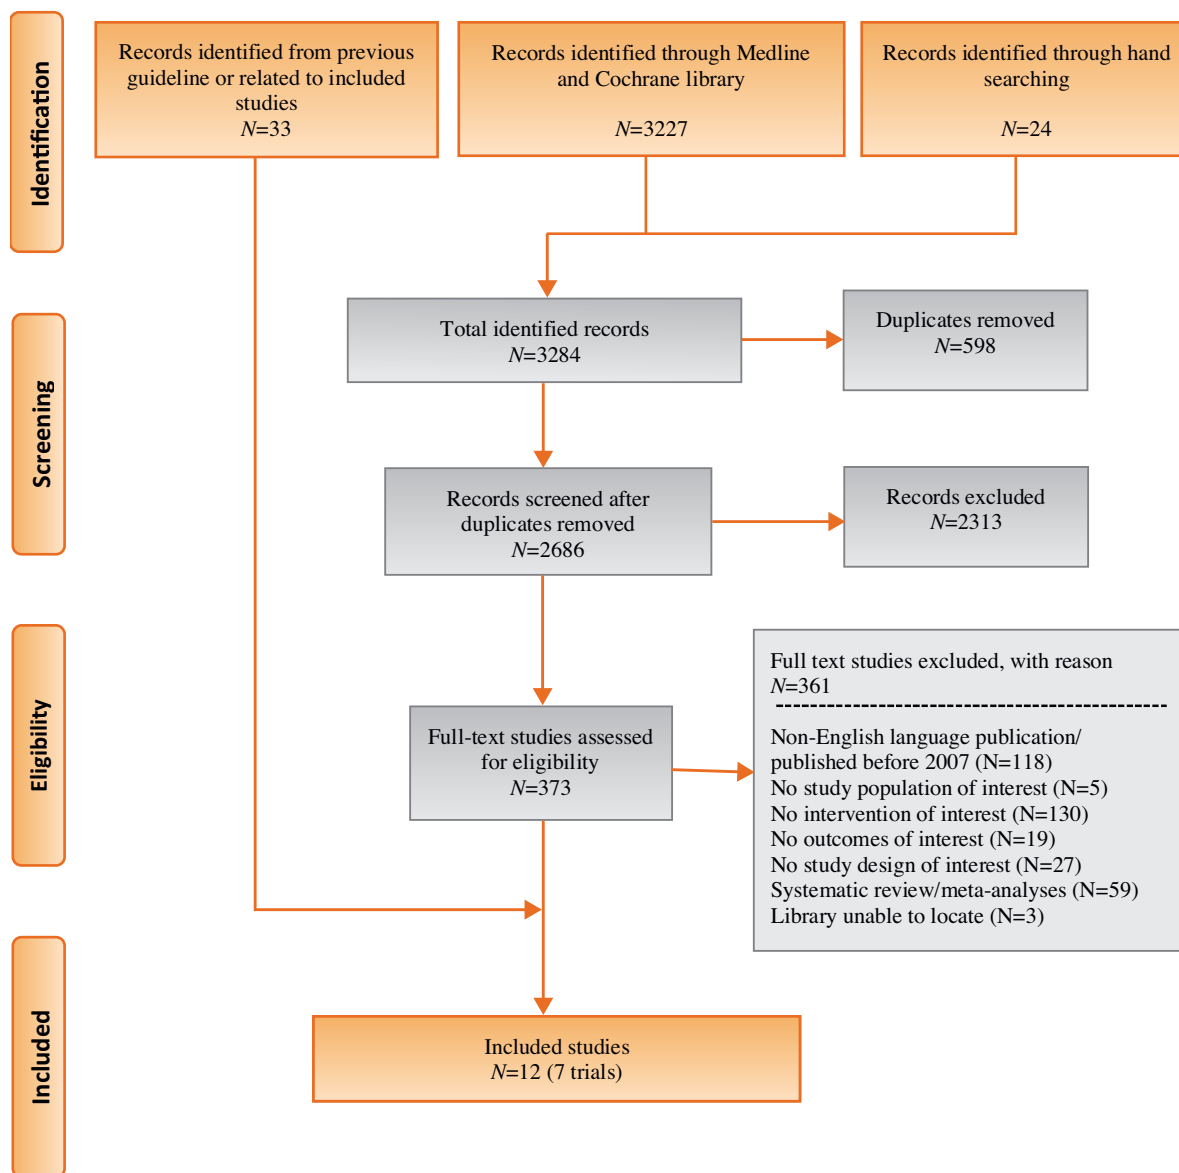 Identification
Records identified from previous
guideline or related to included
studies
N=33
Records identified through Medline
and Cochrane library
N=3227
Records identified through hand
searching
N=24
Screening
Total identified records
N=3284
Duplicates removed
N=598
Records screened after
duplicates removed
N=2686
Records excluded
N=2313
Eligibility
Full-text studies assessed
for eligibility
N=373
Full text studies excluded, with reason
N=361
Non-English language publication/
published before 2007 (N=118)
No study population of interest (N=5)
No intervention of interest (N=130)
No outcomes of interest (N=19)
No study design of interest (N=27)
Systematic review/meta-analyses (N=59)
Library unable to locate (N=3)
Included
Included studies
N=12 (7 trials)